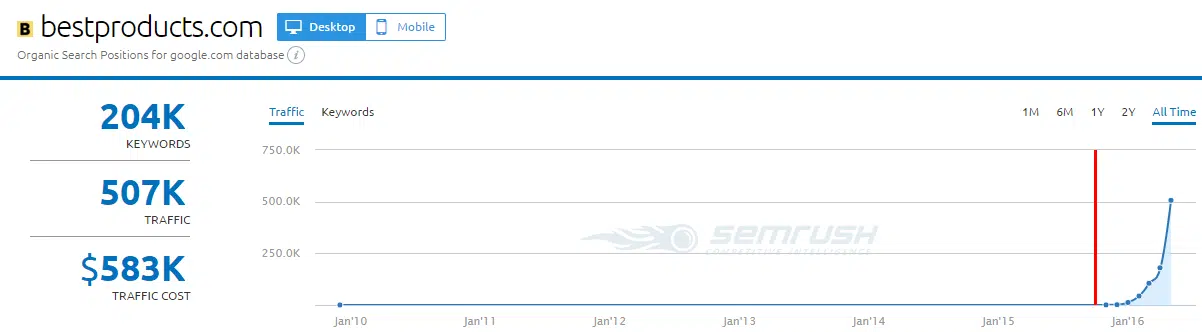 B bestproducts.com Desktop Mobile
Organic Search Positions for google.com database i
204K
KEYWORDS
507K
TRAFFIC
$583K
TRAFFIC COST
Traffic Keywords 1M 6M 1Y 2Y All Time
750.0K
500.0K
250.0K
SEMRUSH
COMPETITIVE INTELLIGENCE
Jan'10 Jan'11 Jan'12 Jan'13 Jan'14 Jan'15 Jan'16